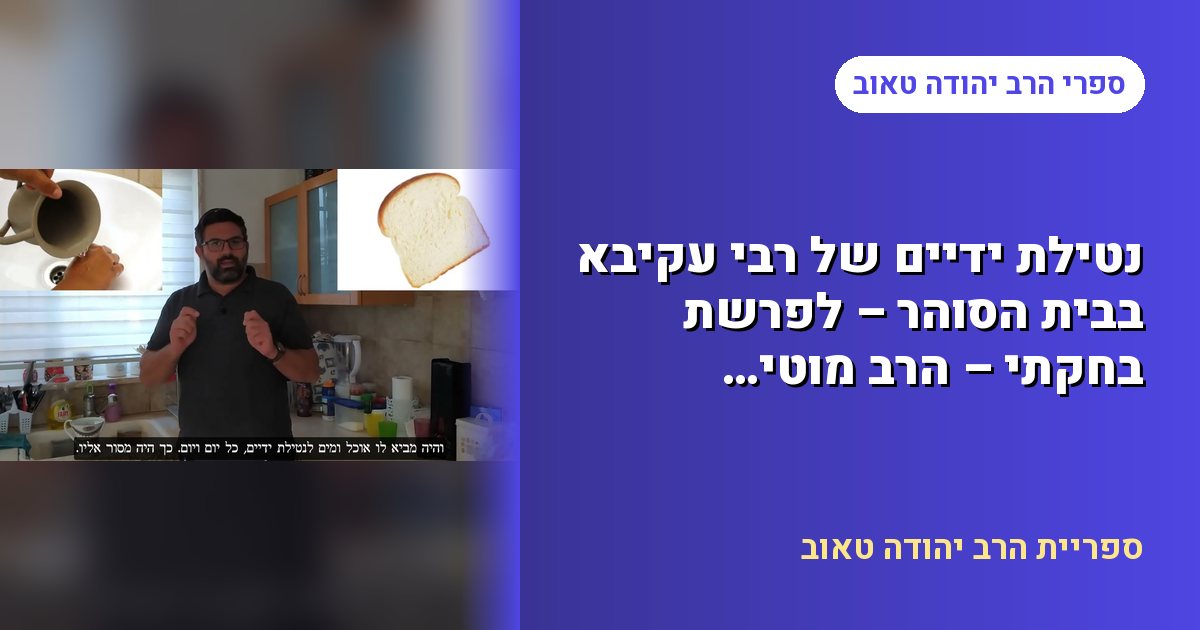 ספרי הרב יהודה טאוב
נטילת ידיים של רבי עקיבא
בבית הסוהר – לפרשת
בחקתי – הרב מוטי...
והיה מביא לו אוכל ומים לנטילת ידיים, כל יום ויום. כך היה מסור אליו.
ספריית הרב יהודה טאוב